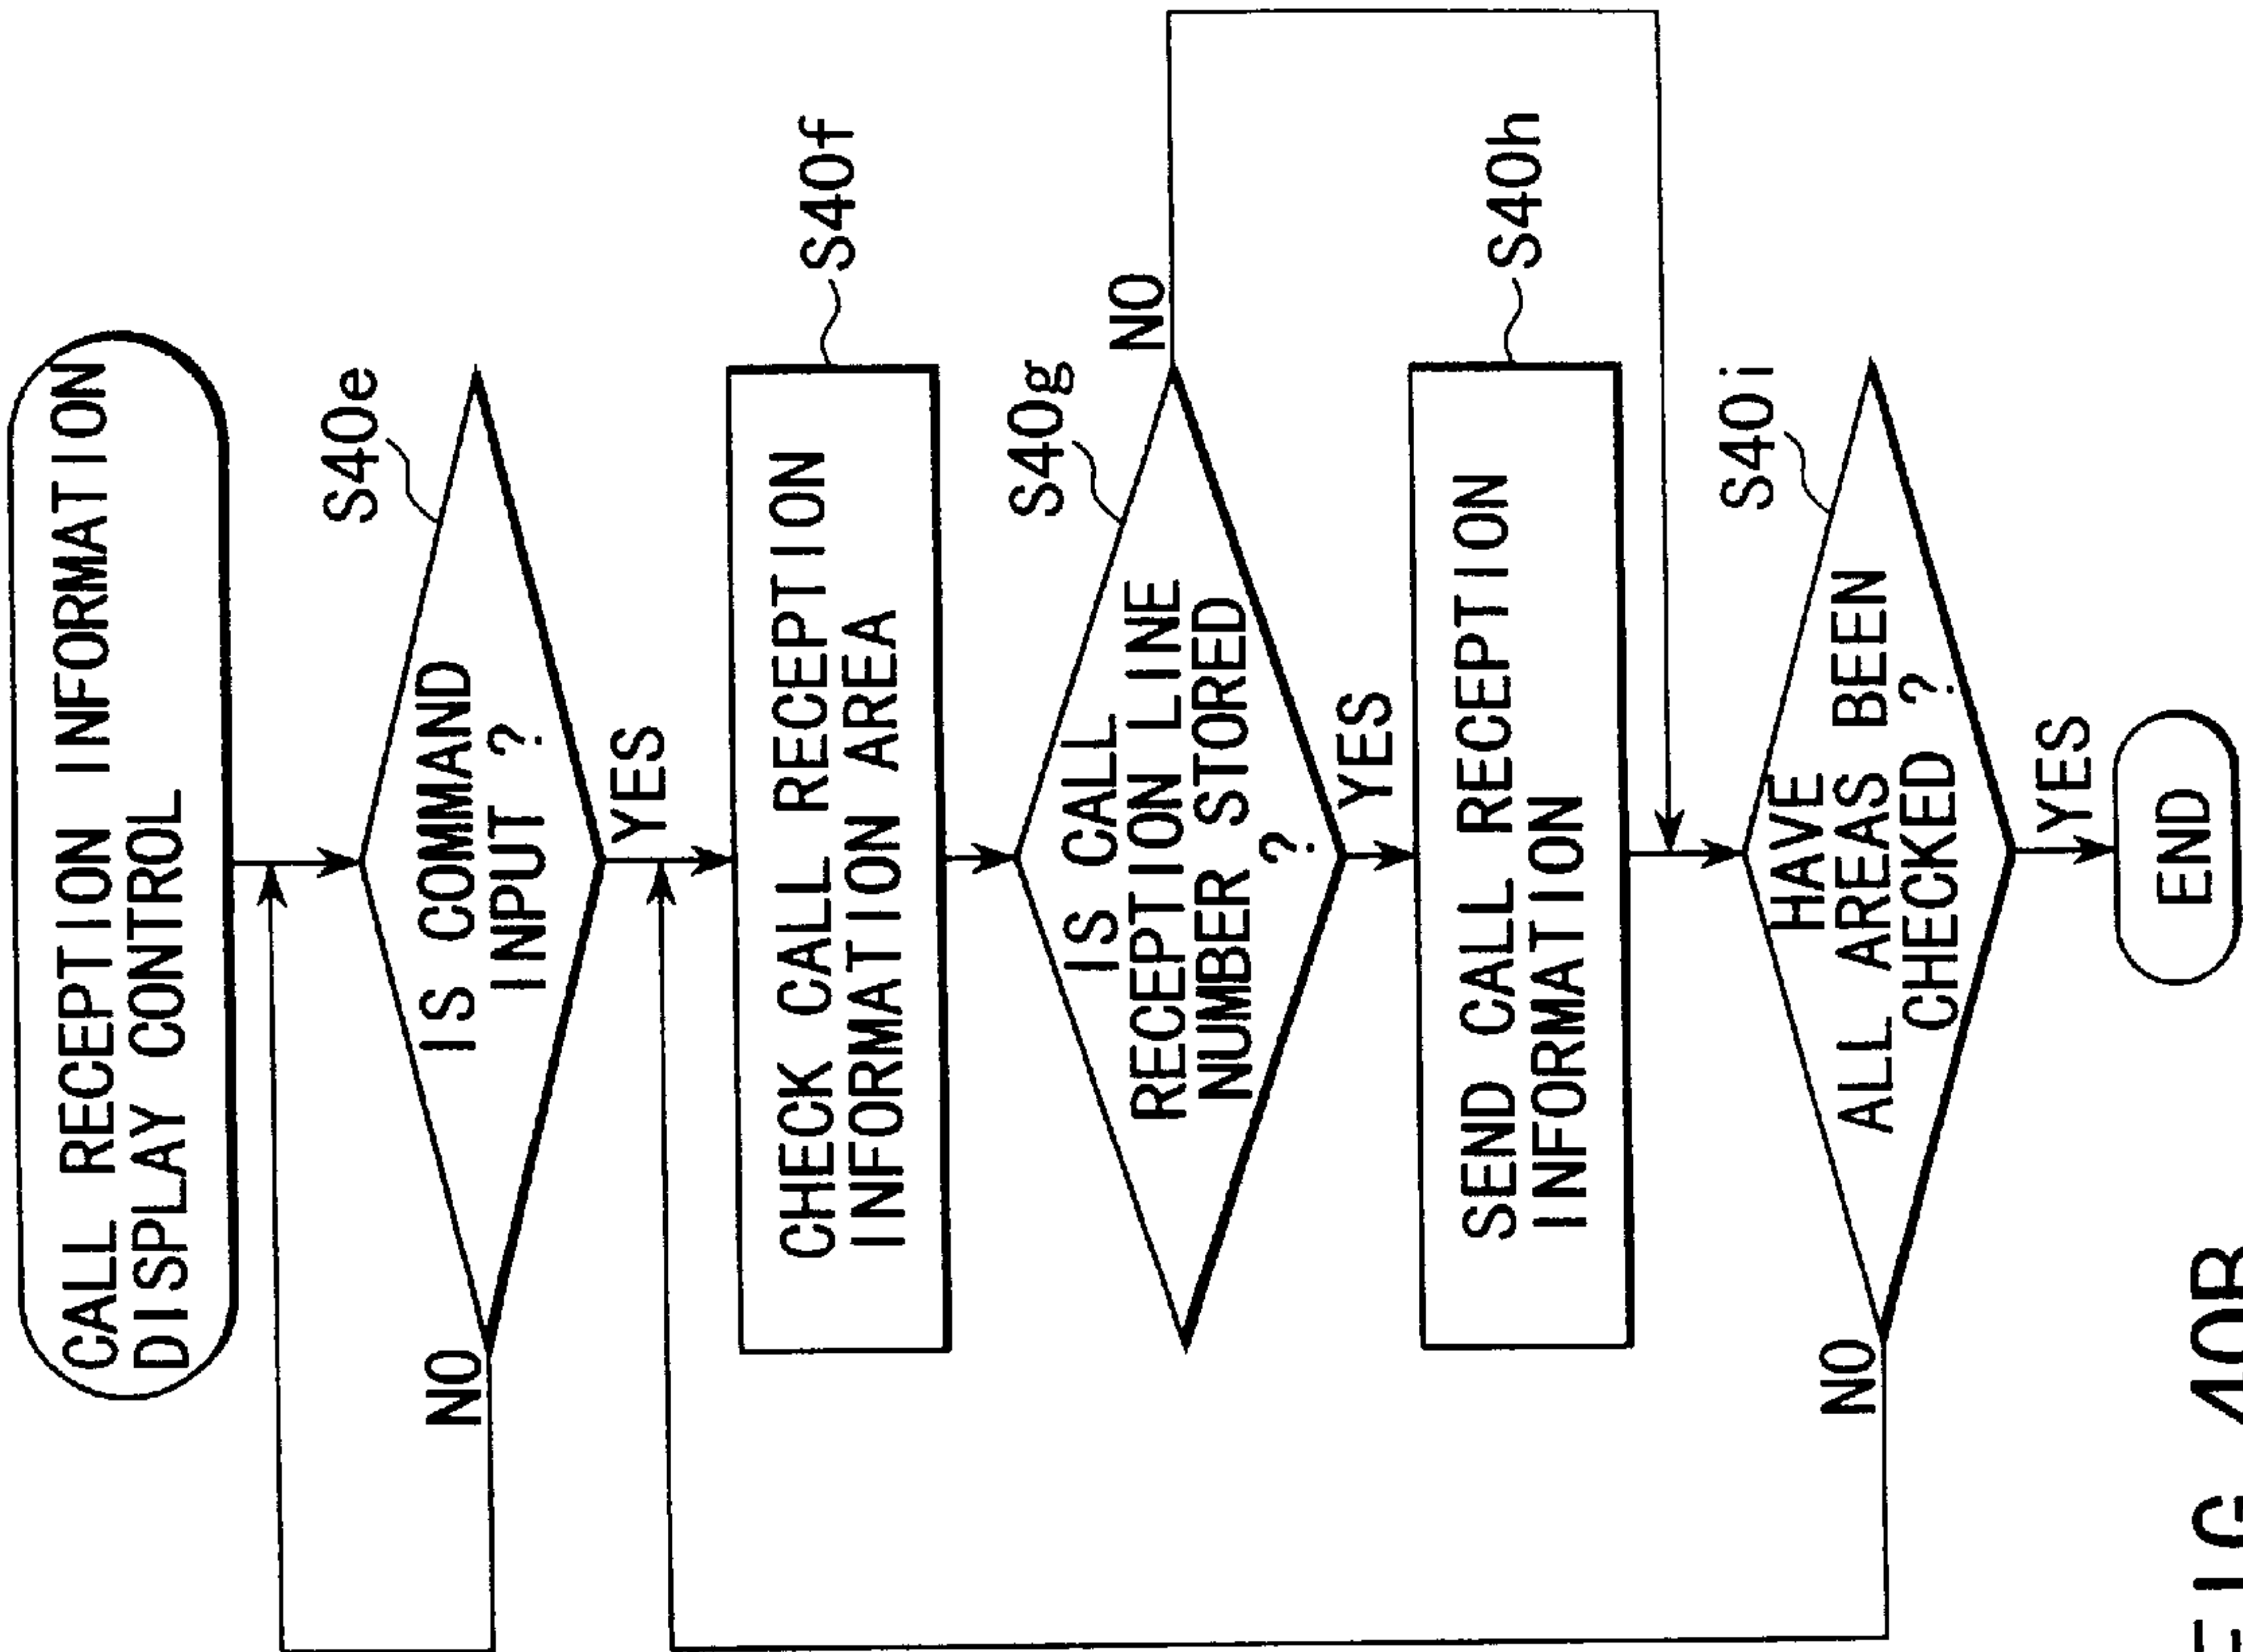 CALL RECEPTION INFORMATION
DISPLAY CONTROL
S40e
IS COMMAND
INPUT ?
NO
YES
S40f
CHECK CALL RECEPTION
INFORMATION AREA
S40g
IS CALL
RECEPTION LINE
NUMBER STORED
?
NO
YES
S40h
SEND CALL RECEPTION
INFORMATION
S40i
HAVE
ALL AREAS BEEN
CHECKED ?
NO
YES
END
FIG. 40B